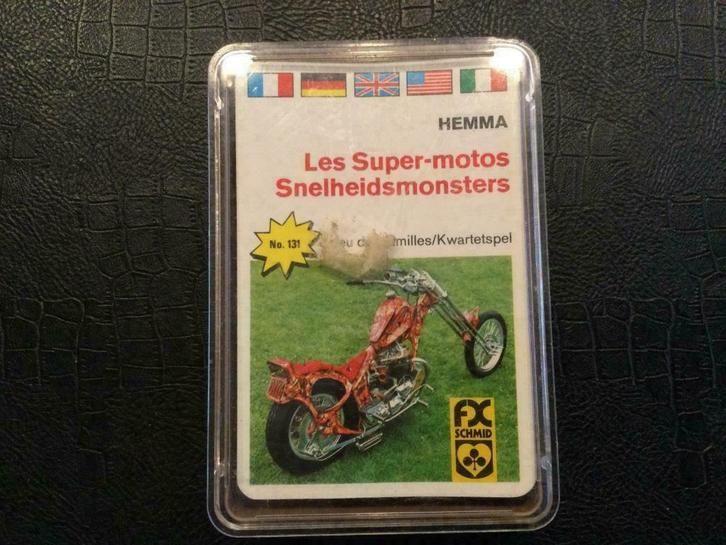 HEMMA
Les Super-motos
Snelheidsmonsters
No. 131
milles/Kwartetspel
FX
SCHMID